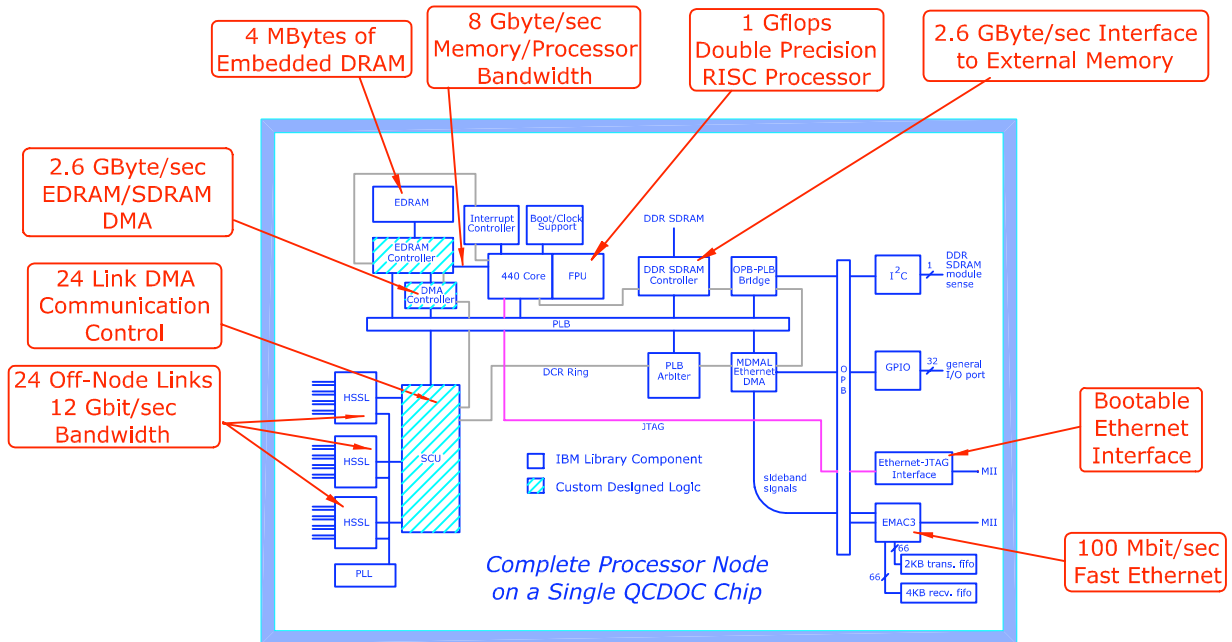 4 MBytes of
Embedded DRAM
8 Gbyte/sec
Memory/Processor
Bandwidth
1 Gflops
Double Precision
RISC Processor
2.6 GByte/sec Interface
to External Memory
2.6 GByte/sec
EDRAM/SDRAM
DMA
24 Link DMA
Communication
Control
24 Off-Node Links
12 Gbit/sec
Bandwidth
EDRAM
Interrupt
Controller
Boot/Clock
Support
DDR SDRAM
EDRAM
Controller
440 Core
FPU
DDR SDRAM
Controller
OPB-PLB
Bridge
I²C
1
DDR
SDRAM
module
sense
DMA
Controller
PLB
PLB
Arbiter
MDMAL
Ethernet
DMA
OPB
GPIO
32
general
I/O port
DCR Ring
HSSL
HSSL
HSSL
SCU
PLL
JTAG
IBM Library Component
Custom Designed Logic
sideband
signals
Ethernet-JTAG
Interface
MII
EMAC3
MII
66
2KB trans. fifo
66
4KB recv. fifo
Bootable
Ethernet
Interface
100 Mbit/sec
Fast Ethernet
Complete Processor Node
on a Single QCDOC Chip